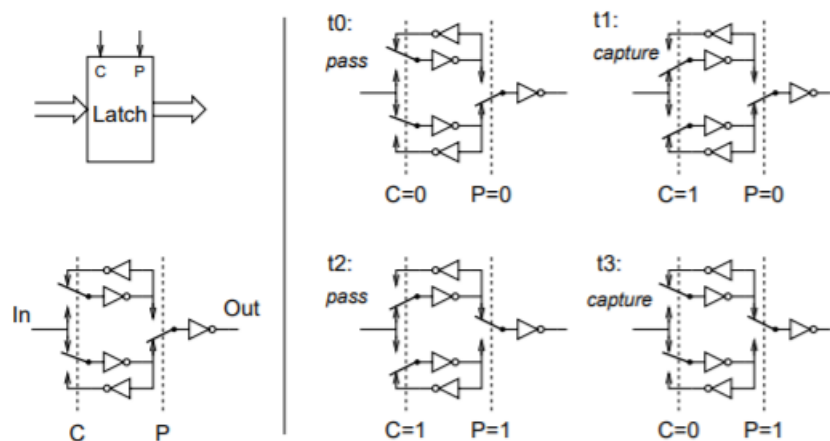 C P
Latch
In
Out
C P
t0:
pass
C=0 P=0
t1:
capture
C=1 P=0
t2:
pass
C=1 P=1
t3:
capture
C=0 P=1